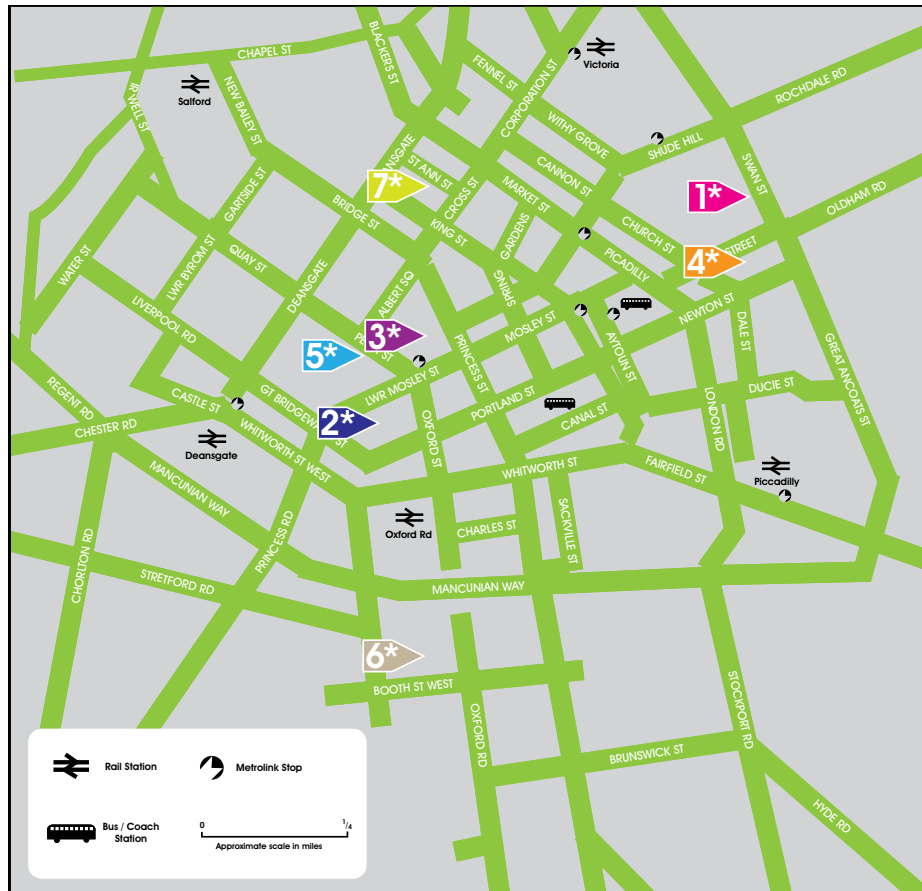 CHAPEL ST
BLACKERS ST
Victoria
FENNEL ST
CORPORATION ST
ROCHDALE RD
Salford
NEW BAILEY ST
IRWELL ST
WITHY GROVE
SHUDE HILL
SWAN ST
ANSGATE
ST ANN ST
CROSS ST
CANNON ST
MARKET ST
7*
1*
OLDHAM RD
GARTSIDE ST
BRIDGE ST
KING ST
GARDENS
CHURCH ST
STREET
4*
PICADILLY
WATER ST
LWR BYROM ST
QUAY ST
DEANSGATE
ALBERT SQ
SPRING
NEWTON ST
LIVERPOOL RD
3*
MOSLEY ST
AYTOUN ST
DALE ST
5*
PRINCESS ST
GREAT ANCOATS ST
REGENT RD
LWR MOSLEY ST
PORTLAND ST
LONDON RD
DUCIE ST
CASTLE ST
GT BRIDGEW
ST
2*
OXFORD ST
CANAL ST
CHESTER RD
Deansgate
WHITWORTH ST WEST
WHITWORTH ST
FAIRFIELD ST
Piccadilly
MANCUNIAN WAY
SACKVILLE ST
Oxford Rd
CHARLES ST
PRINCESS RD
CHORLTON RD
STRETFORD RD
MANCUNIAN WAY
6*
BOOTH ST WEST
STOCKPORT RD
OXFORD RD
BRUNSWICK ST
HYDE RD
Rail Station
Metrolink Stop
Bus / Coach
Station
0
1/4
Approximate scale in miles